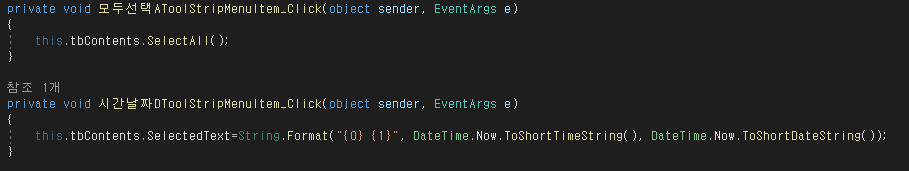 private void 모두선택AToolStripMenuItem_Click(object sender, EventArgs e)
{
this.tbContents.SelectAll();
}
참조 1개
private void 시간날짜DToolStripMenuItem_Click(object sender, EventArgs e)
{
this.tbContents.SelectedText=String.Format("{0} {1}", DateTime.Now.ToShortTimeString(), DateTime.Now.ToShortDateString());
}